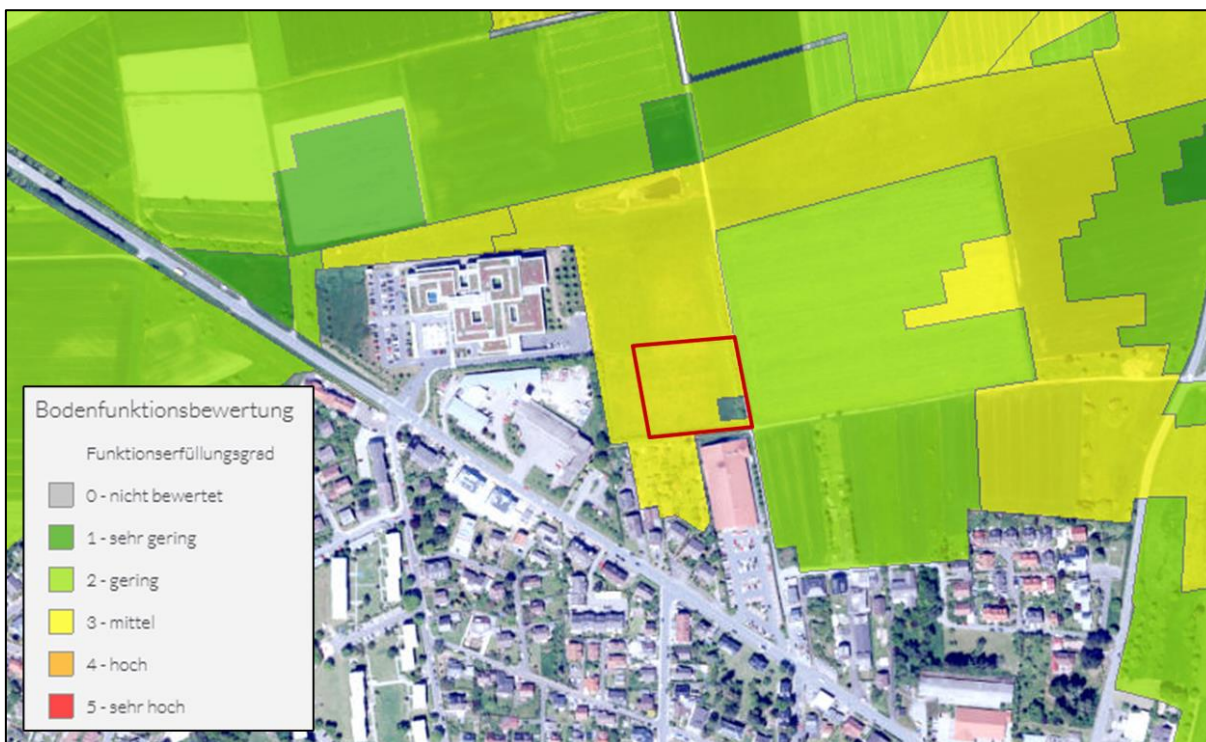 Bodenfunktionsbewertung
Funktionserfüllungsgrad
0 - nicht bewertet
1 - sehr gering
2 - gering
3 - mittel
4 - hoch
5 - sehr hoch